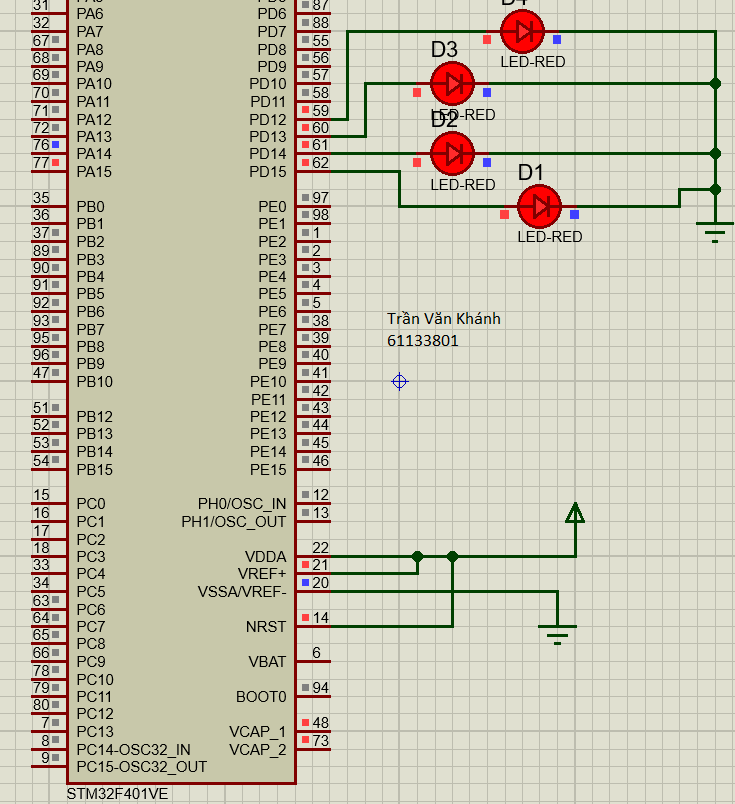 31
PA6
PD6
87
32
PA7
PD7
88
67
PA8
PD8
55
68
PA9
PD9
56
69
PA10
PD10
57
70
PA11
PD11
58
71
PA12
PD12
59
72
PA13
PD13
60
76
PA14
PD14
61
77
PA15
PD15
62
D4
LED-RED
D3
LED-RED
D2
LED-RED
D1
LED-RED
35
PB0
PE0
97
36
PB1
PE1
98
37
PB2
PE2
1
89
PB3
PE3
2
90
PB4
PE4
3
91
PB5
PE5
4
92
PB6
PE6
5
93
PB7
PE7
38
95
PB8
PE8
39
96
PB9
PE9
40
47
PB10
PE10
41
PE11
42
51
PB12
PE12
43
52
PB13
PE13
44
53
PB14
PE14
45
54
PB15
PE15
46
Trần Văn Khánh
61133801
15
PC0
PH0/OSC_IN
12
16
PC1
PH1/OSC_OUT
13
17
PC2
18
PC3
VDDA
22
33
PC4
VREF+
21
34
PC5
VSSA/VREF-
20
63
PC6
64
PC7
NRST
14
65
PC8
66
PC9
VBAT
6
78
PC10
79
PC11
BOOT0
94
80
PC12
7
PC13
VCAP_1
48
8
PC14-OSC32_IN
VCAP_2
73
9
PC15-OSC32_OUT
STM32F401VE